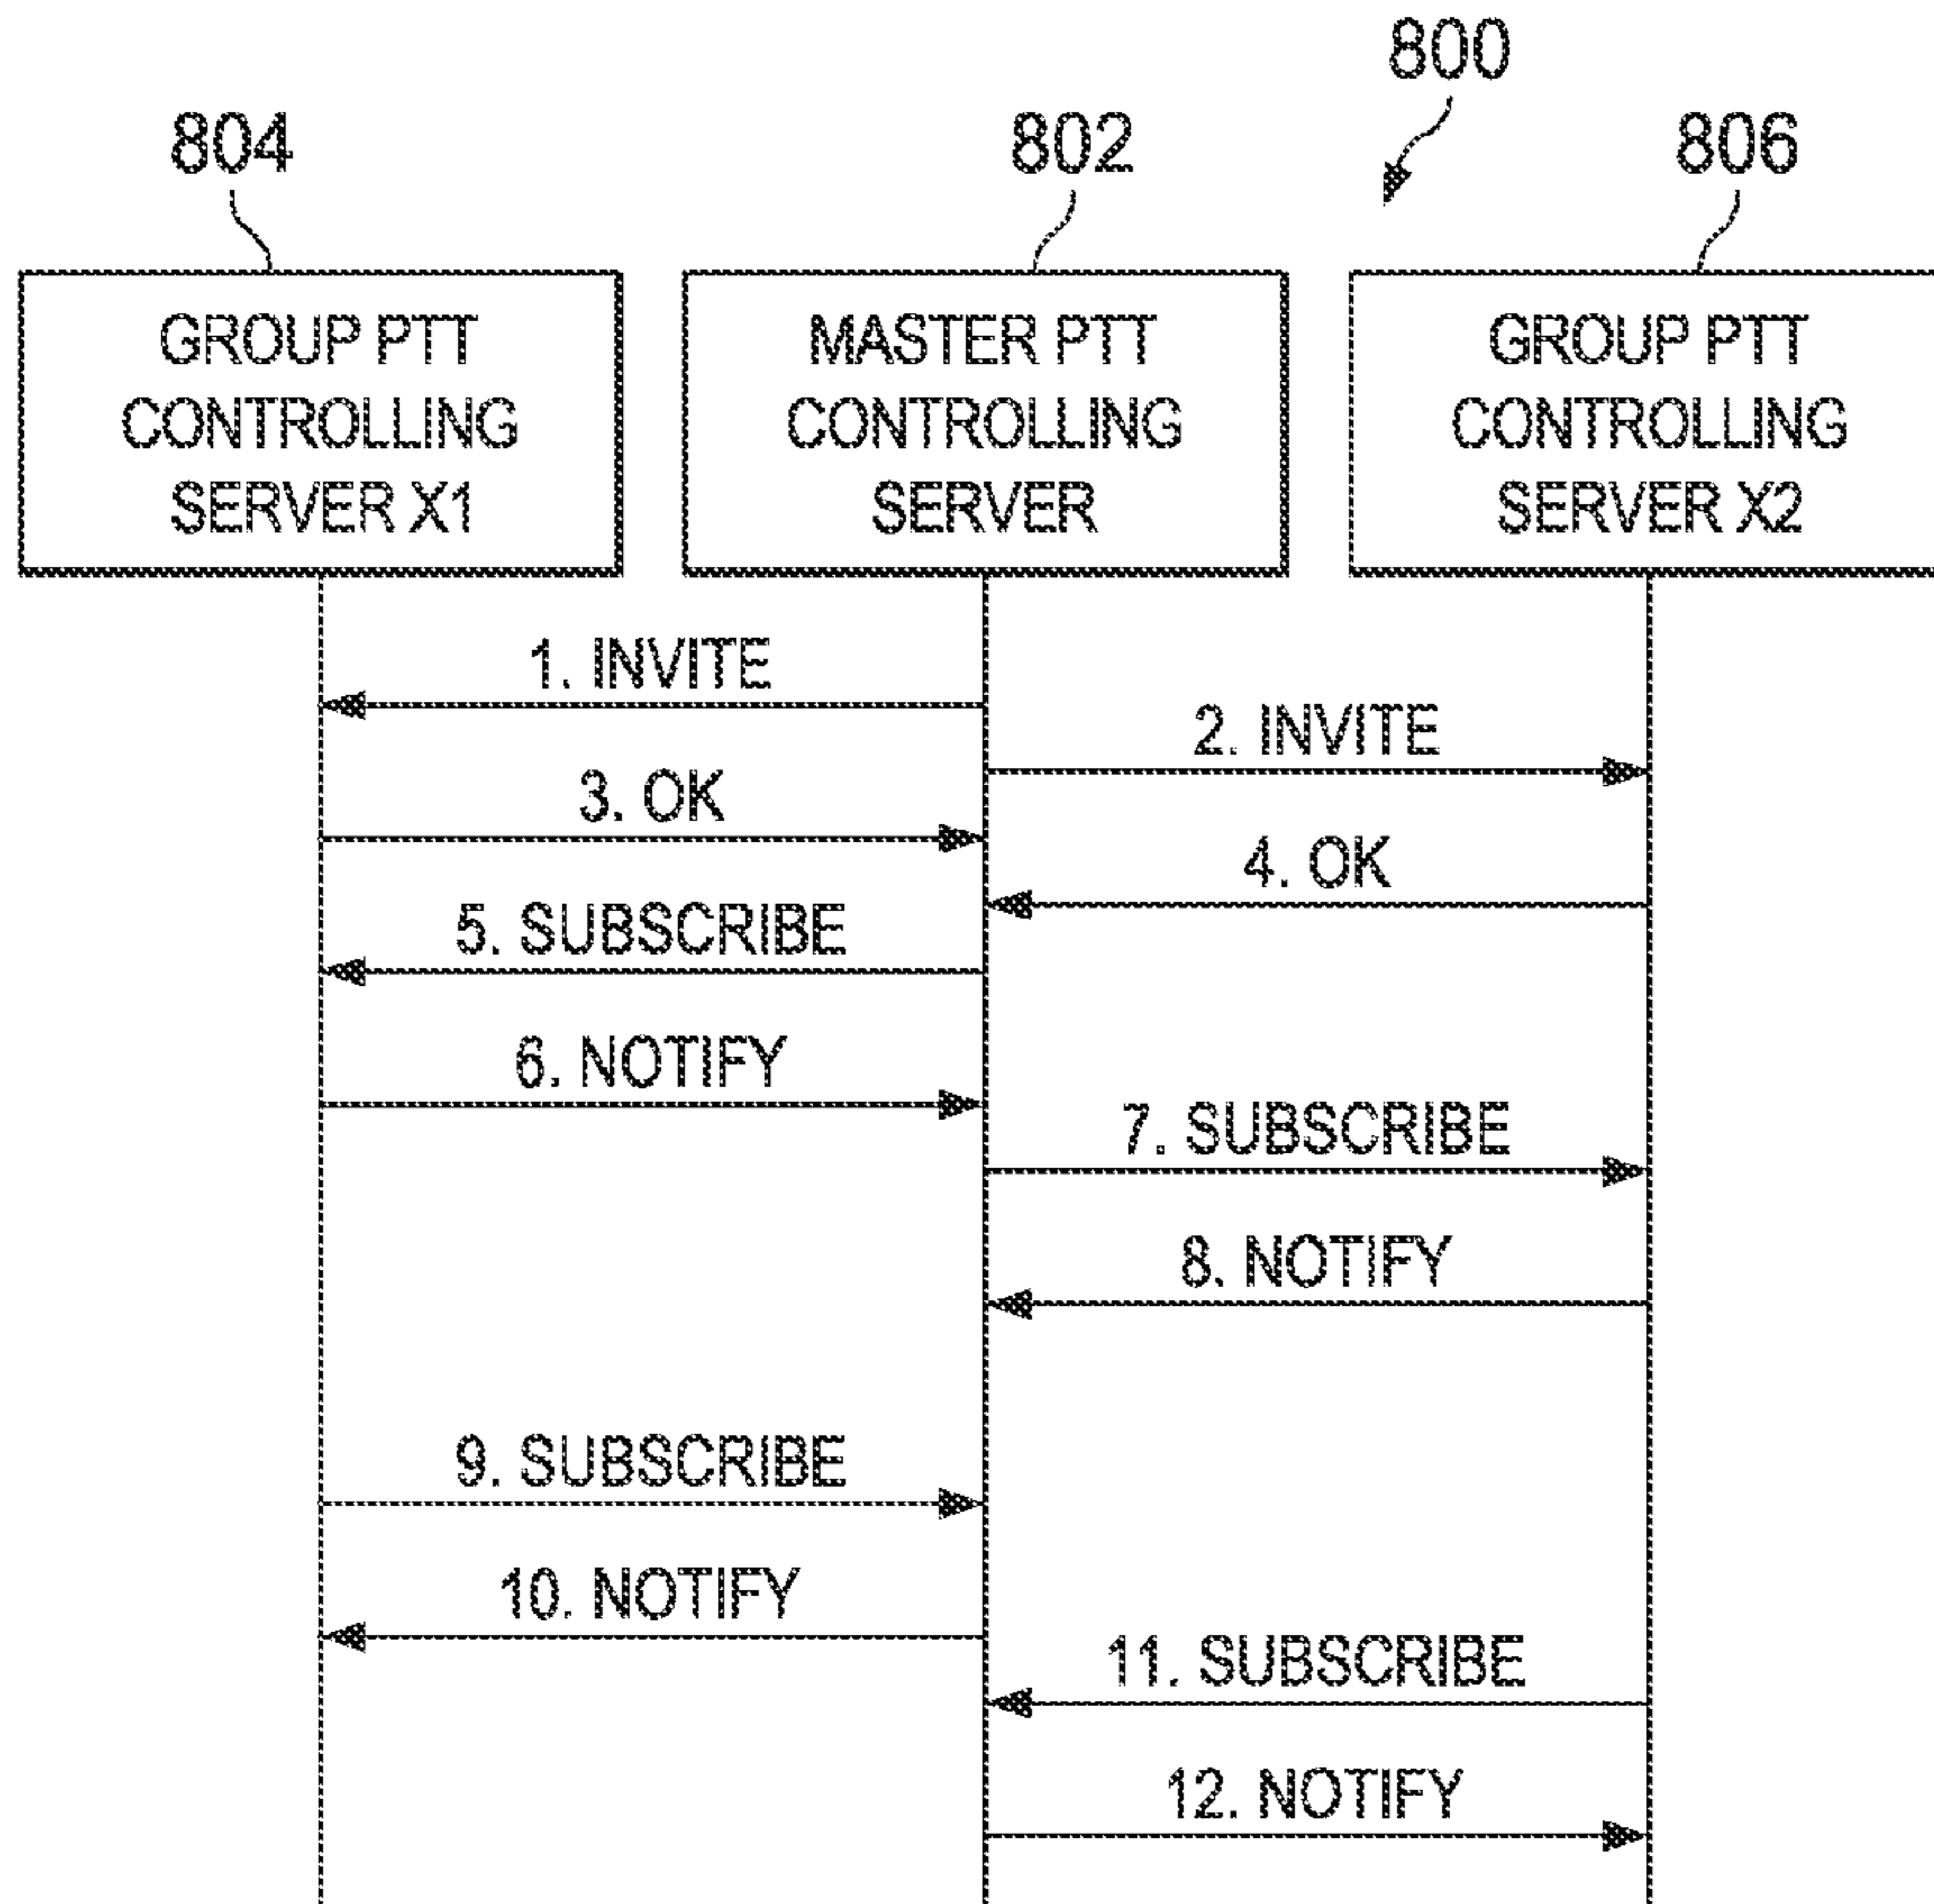 800
804
802
806
GROUP PTT
CONTROLLING
SERVER X1
MASTER PTT
CONTROLLING
SERVER
GROUP PTT
CONTROLLING
SERVER X2
1. INVITE
2. INVITE
3. OK
4. OK
5. SUBSCRIBE
6. NOTIFY
7. SUBSCRIBE
8. NOTIFY
9. SUBSCRIBE
10. NOTIFY
11. SUBSCRIBE
12. NOTIFY